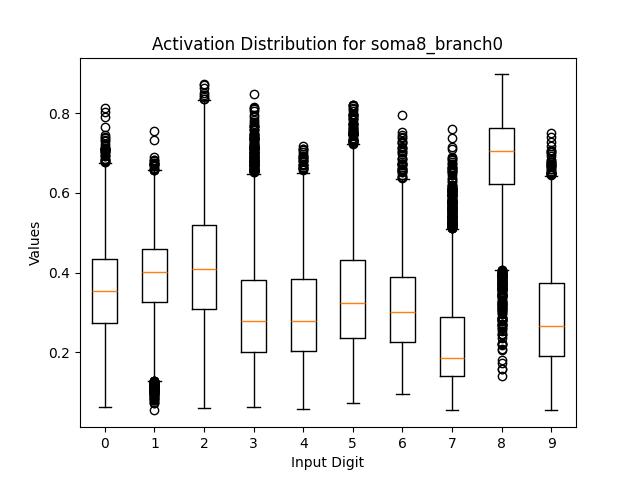 Activation Distribution for soma8_branch0
Values
0.8
0.6
0.4
0.2
0 1 2 3 4 5 6 7 8 9
Input Digit